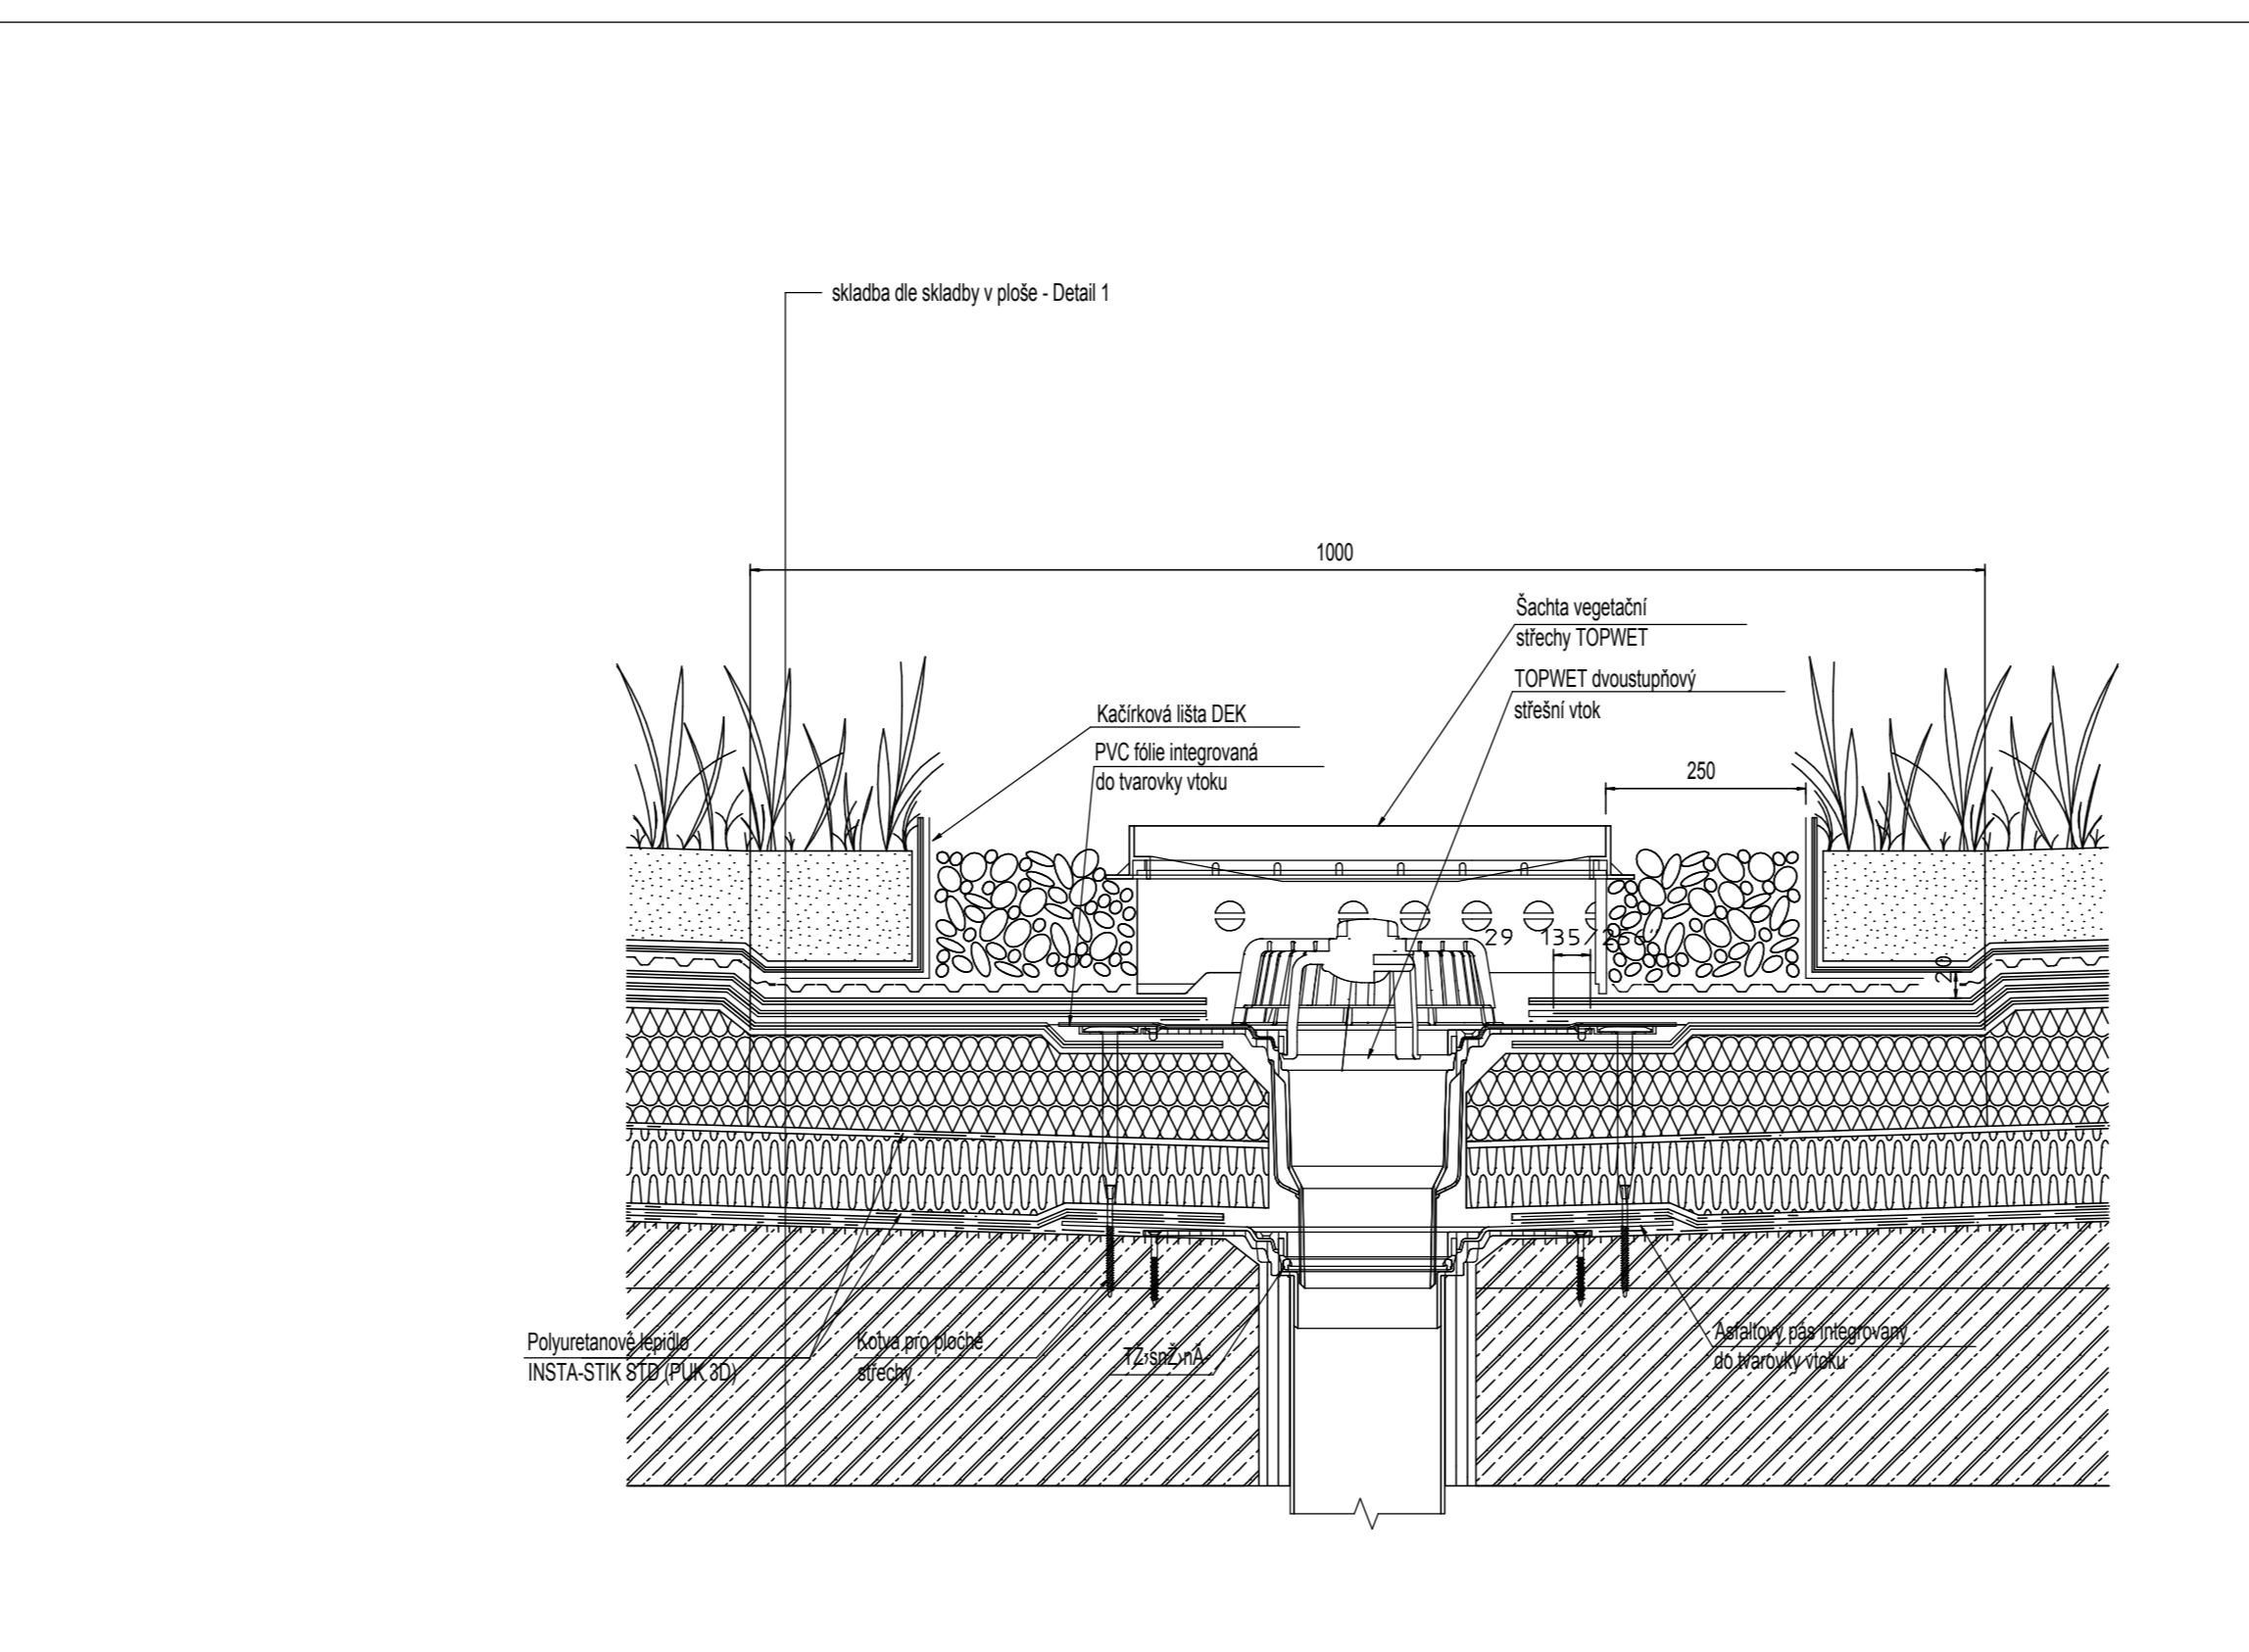 skladba dle skladby v ploše - Detail 1
1000
Šachta vegetační
střechy TOPWET
TOPWET dvoustupňový
střešní vtok
Kačírková lišta DEK
PVC fólie integrovaná
do tvarovky vtoku
250
29 135/256°
20
Polyuretanové lepidlo
INSTA-STIK STD (PUK 3D)
Kotva pro ploché
střechy
Asfaltový pás integrovaný
do tvarovky vtoku